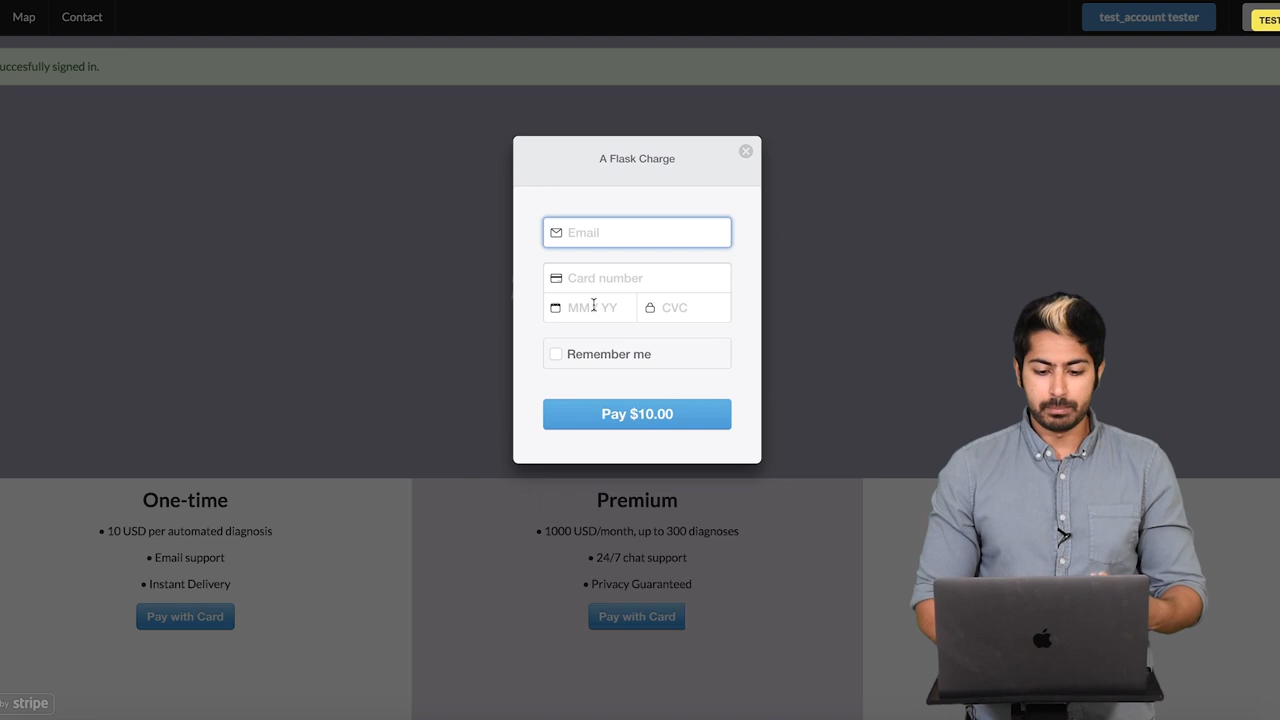 Map
Contact
test_account tester
TEST
uccesfully signed in.
A Flask Charge
Email
Card number
MM / YY
CVC
Remember me
Pay $10.00
One-time
• 10 USD per automated diagnosis
• Email support
• Instant Delivery
Pay with Card
Premium
• 1000 USD/month, up to 300 diagnoses
• 24/7 chat support
• Privacy Guaranteed
Pay with Card
by stripe